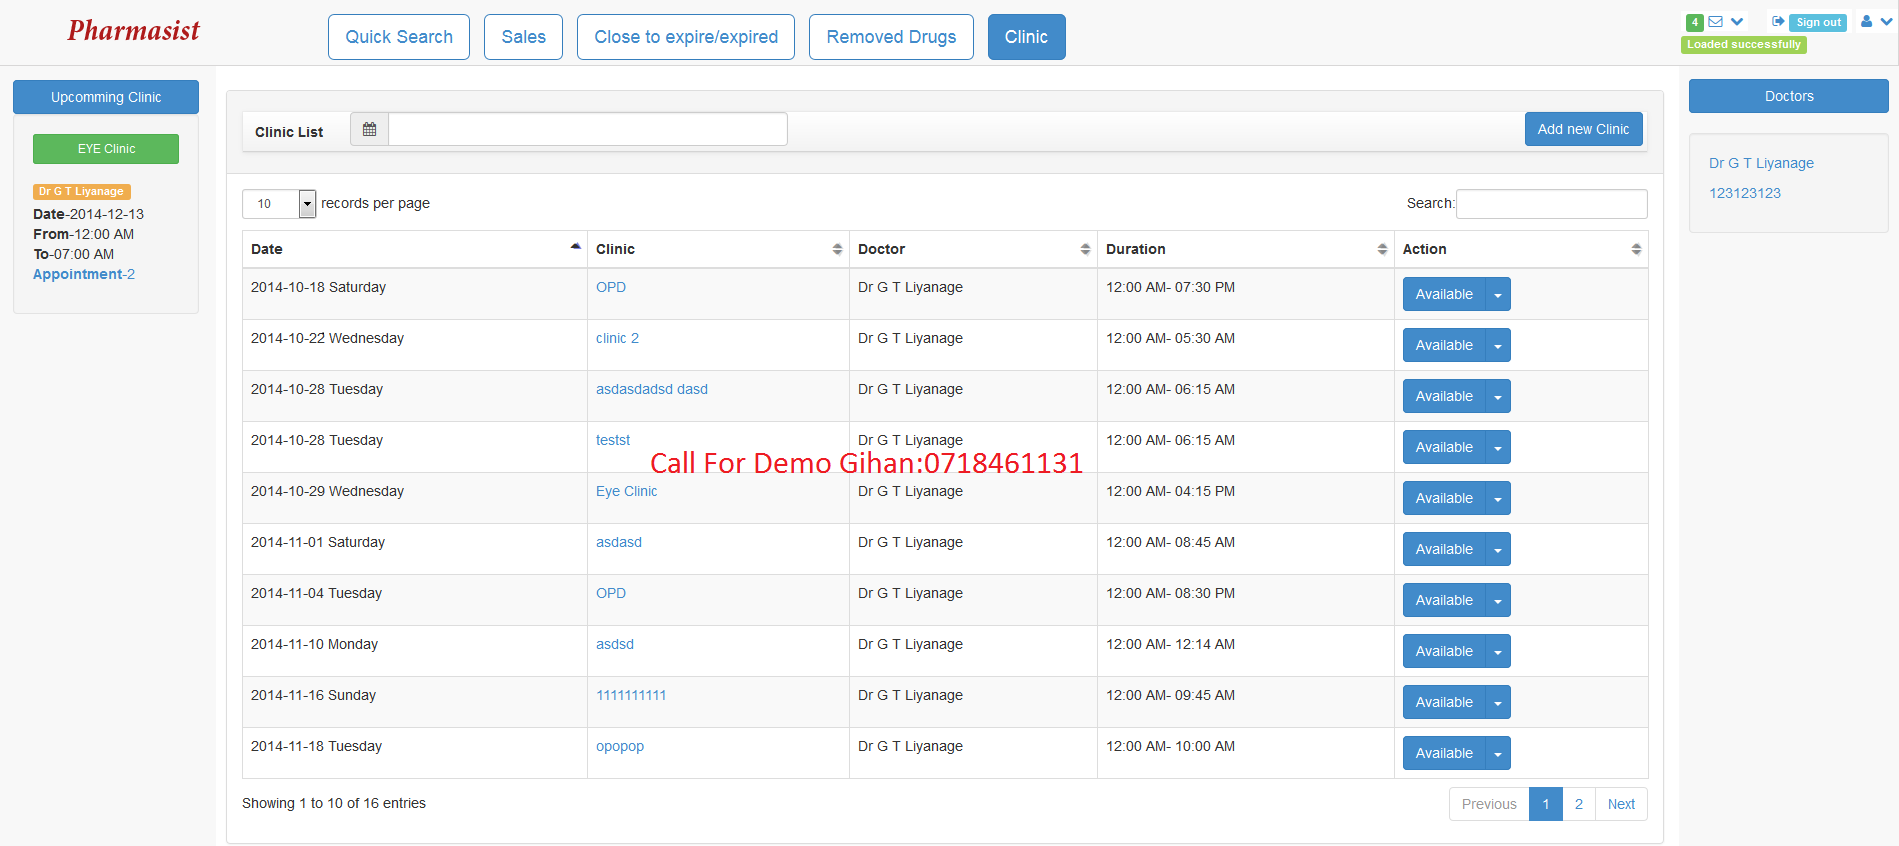 Pharmasist
Quick Search Sales Close to expire/expired Removed Drugs Clinic
4 Sign out
Loaded successfully
Upcomming Clinic
EYE Clinic
Dr G T Liyanage
Date-2014-12-13
From-12:00 AM
To-07:00 AM
Appointment-2
Clinic List Add new Clinic
10 records per page Search:
Date Clinic Doctor Duration Action
2014-10-18 Saturday OPD Dr G T Liyanage 12:00 AM- 07:30 PM Available
2014-10-22 Wednesday clinic 2 Dr G T Liyanage 12:00 AM- 05:30 AM Available
2014-10-28 Tuesday asdasdadsd dasd Dr G T Liyanage 12:00 AM- 06:15 AM Available
2014-10-28 Tuesday testst Dr G T Liyanage 12:00 AM- 06:15 AM Available
Call For Demo Gihan:0718461131
2014-10-29 Wednesday Eye Clinic Dr G T Liyanage 12:00 AM- 04:15 PM Available
2014-11-01 Saturday asdasd Dr G T Liyanage 12:00 AM- 08:45 AM Available
2014-11-04 Tuesday OPD Dr G T Liyanage 12:00 AM- 08:30 PM Available
2014-11-10 Monday asdsd Dr G T Liyanage 12:00 AM- 12:14 AM Available
2014-11-16 Sunday 1111111111 Dr G T Liyanage 12:00 AM- 09:45 AM Available
2014-11-18 Tuesday opopop Dr G T Liyanage 12:00 AM- 10:00 AM Available
Showing 1 to 10 of 16 entries Previous 1 2 Next
Doctors
Dr G T Liyanage
123123123